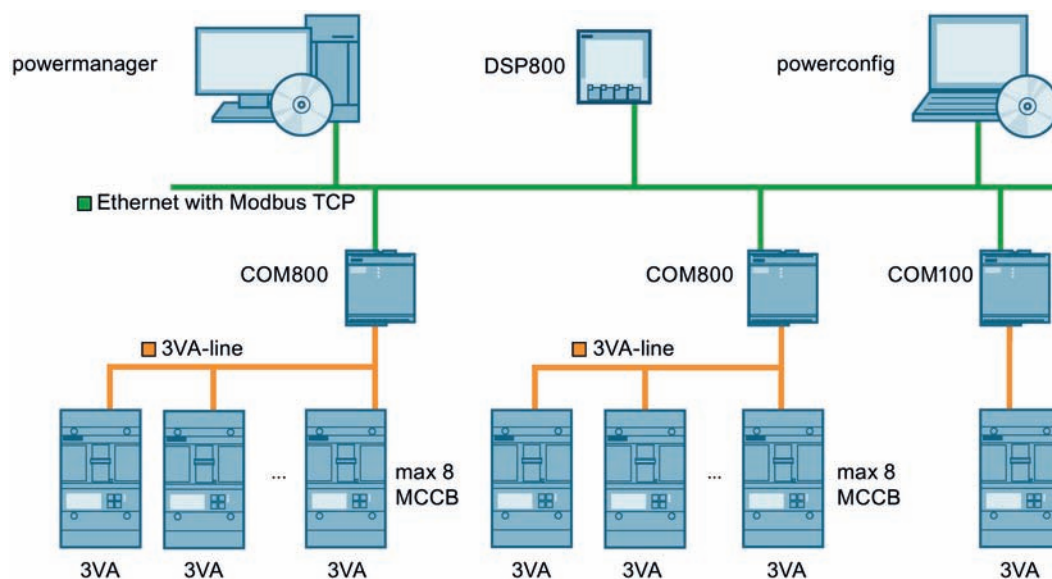 powermanager
DSP800
powerconfig
Ethernet with Modbus TCP
COM800
COM800
COM100
3VA-line
3VA-line
...
max 8
MCCB
...
max 8
MCCB
3VA
3VA
3VA
3VA
3VA
3VA
3VA